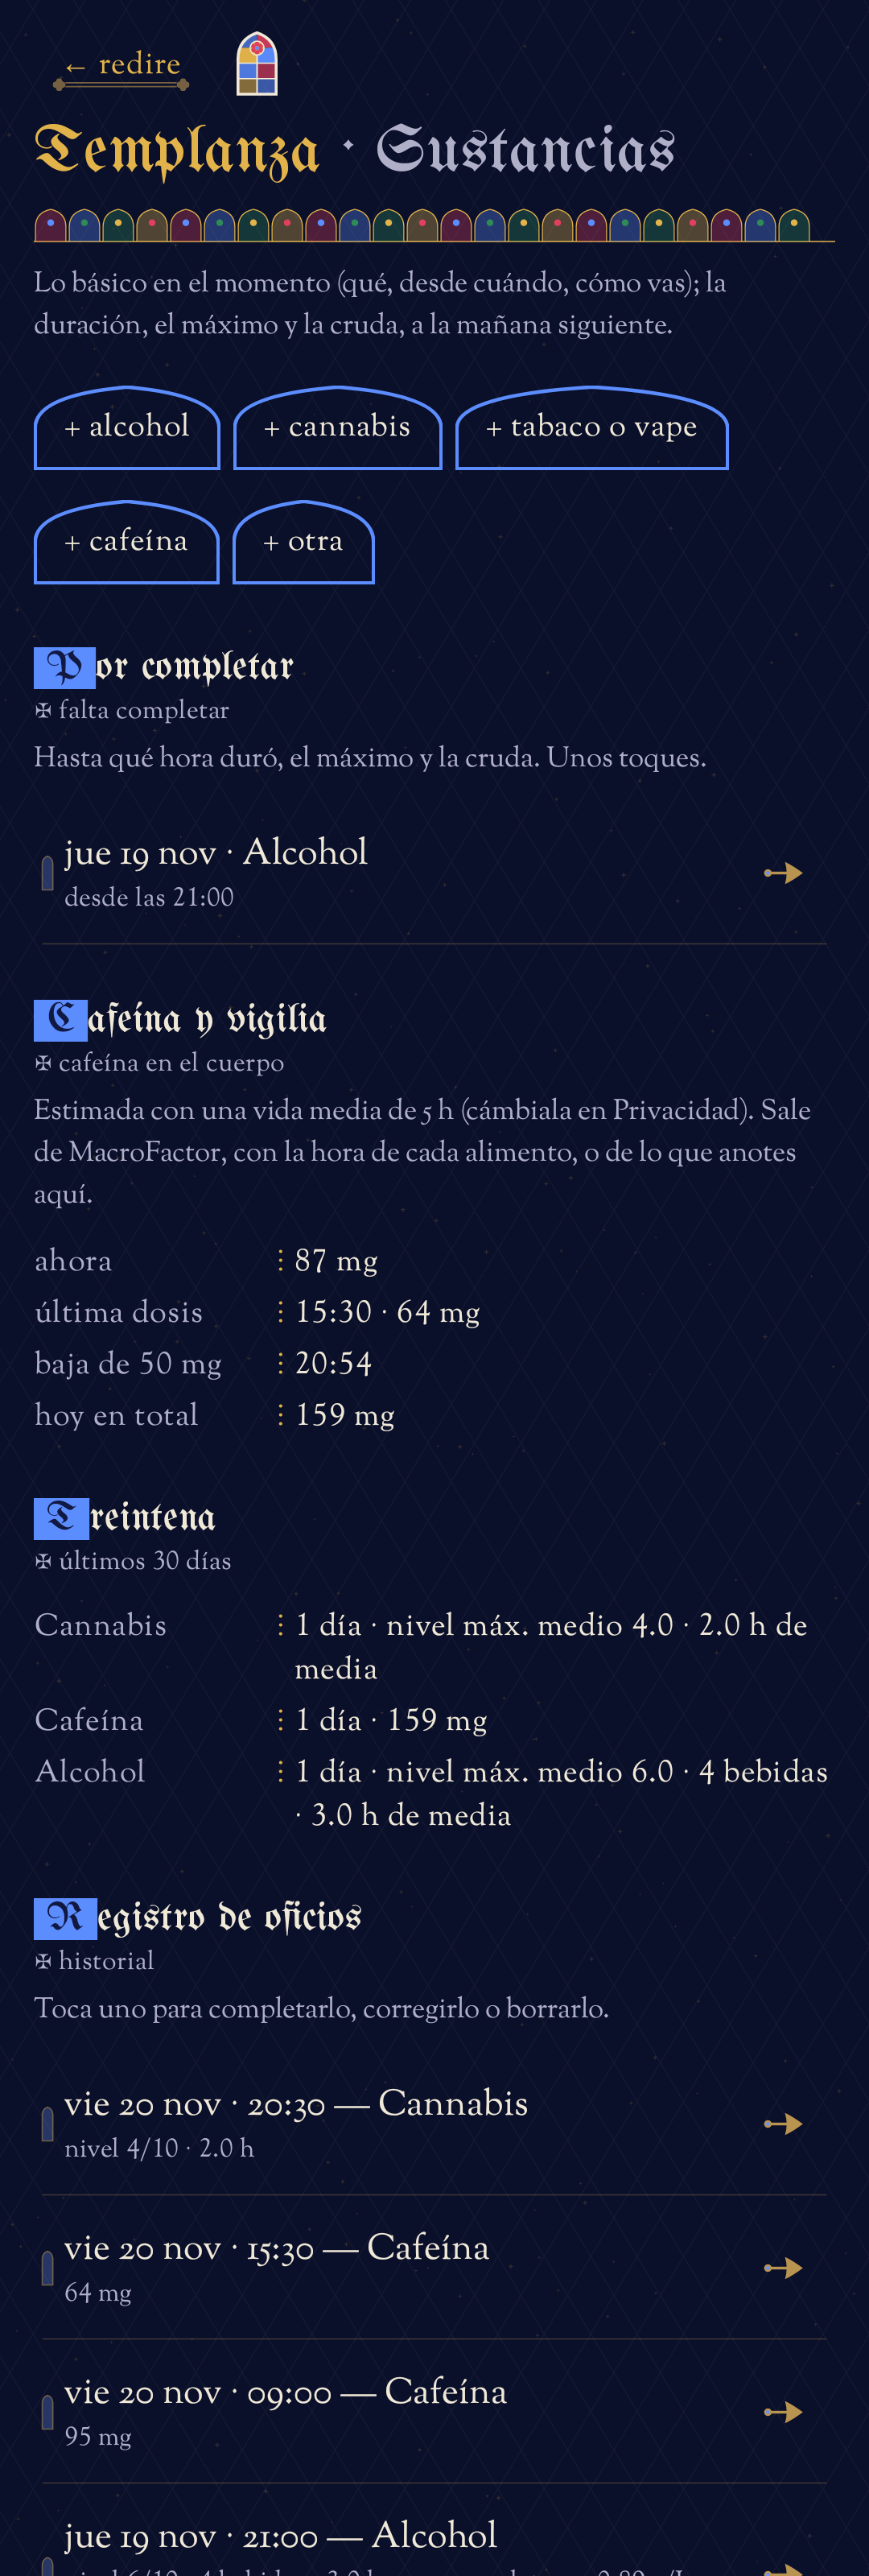 ← redire
Templanza · Sustancias
Lo básico en el momento (qué, desde cuándo, cómo vas); la
duración, el máximo y la cruda, a la mañana siguiente.
+ alcohol
+ cannabis
+ tabaco o vape
+ cafeína
+ otra
Por completar
✠ falta completar
Hasta qué hora duró, el máximo y la cruda. Unos toques.
jue 19 nov · Alcohol
desde las 21:00
Cafeína y vigilia
✠ cafeína en el cuerpo
Estimada con una vida media de 5 h (cámbiala en Privacidad). Sale
de MacroFactor, con la hora de cada alimento, o de lo que anotes
aquí.
ahora 87 mg
última dosis 15:30 · 64 mg
baja de 50 mg 20:54
hoy en total 159 mg
Treintena
✠ últimos 30 días
Cannabis 1 día · nivel máx. medio 4.0 · 2.0 h de
media
Cafeína 1 día · 159 mg
Alcohol 1 día · nivel máx. medio 6.0 · 4 bebidas
· 3.0 h de media
Registro de oficios
✠ historial
Toca uno para completarlo, corregirlo o borrarlo.
vie 20 nov · 20:30 — Cannabis
nivel 4/10 · 2.0 h
vie 20 nov · 15:30 — Cafeína
64 mg
vie 20 nov · 09:00 — Cafeína
95 mg
jue 19 nov · 21:00 — Alcohol